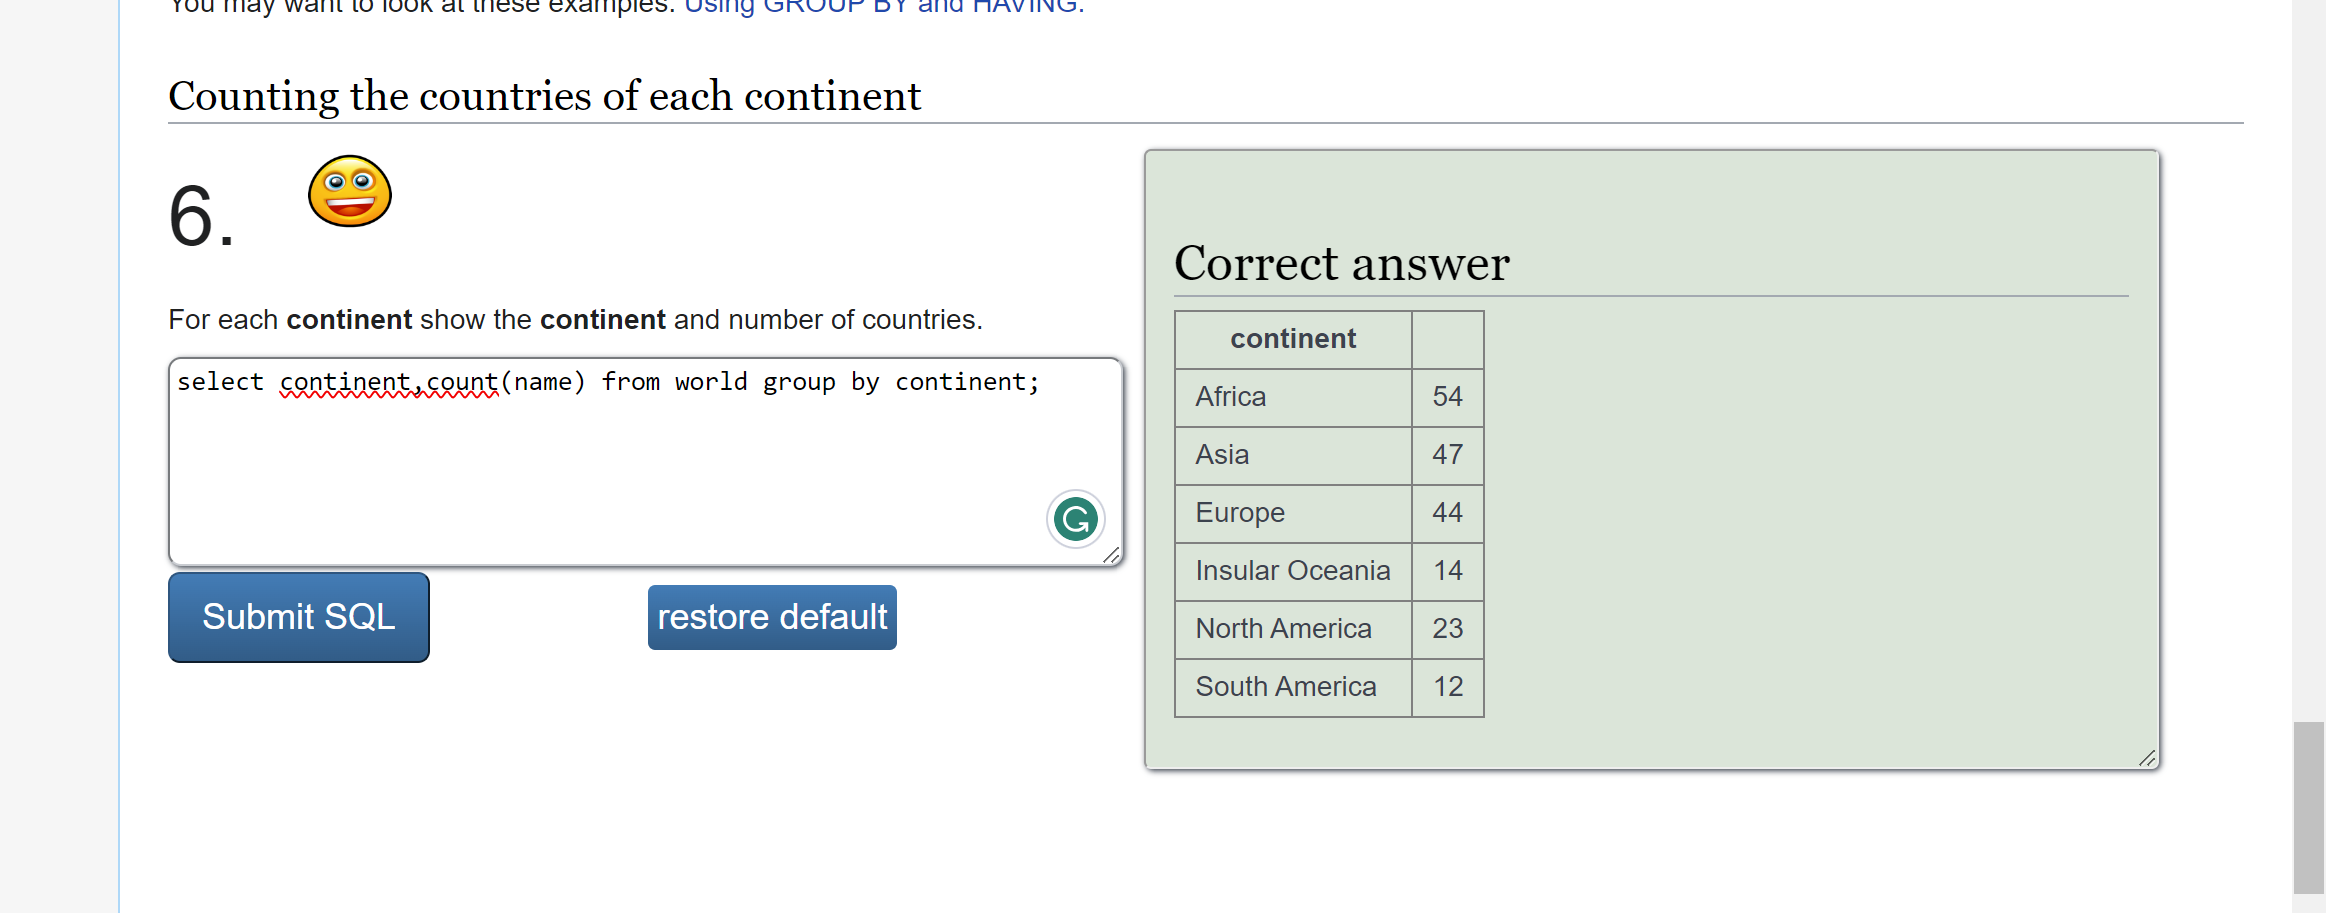 You may want to look at these examples. Using GROUP BY and HAVING.
Counting the countries of each continent
6.
For each continent show the continent and number of countries.
select continent,count(name) from world group by continent;
Submit SQL
restore default
Correct answer
continent
Africa 54
Asia 47
Europe 44
Insular Oceania 14
North America 23
South America 12